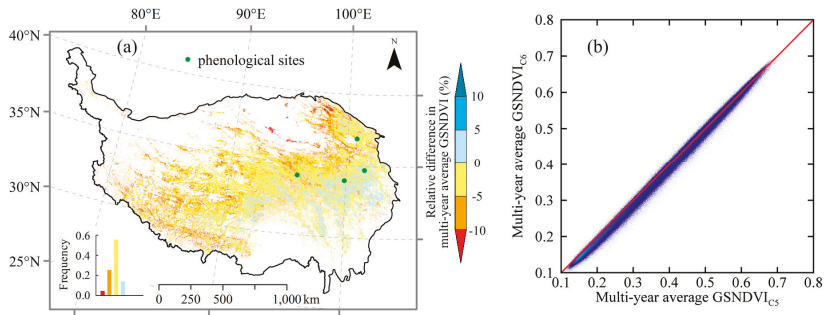 80°E 90°E 100°E
40°N
35°N
30°N
25°N
(a)
phenological sites
N
Relative difference in
multi-year average GSNDVI (%)
10
5
0
-5
-10
Frequency
0.6
0.4
0.2
0.0
0 250 500 1,000 km
(b)
Multi-year average GSNDVIC6
0.8
0.7
0.6
0.5
0.4
0.3
0.2
0.1
0.1 0.2 0.3 0.4 0.5 0.6 0.7 0.8
Multi-year average GSNDVIC5